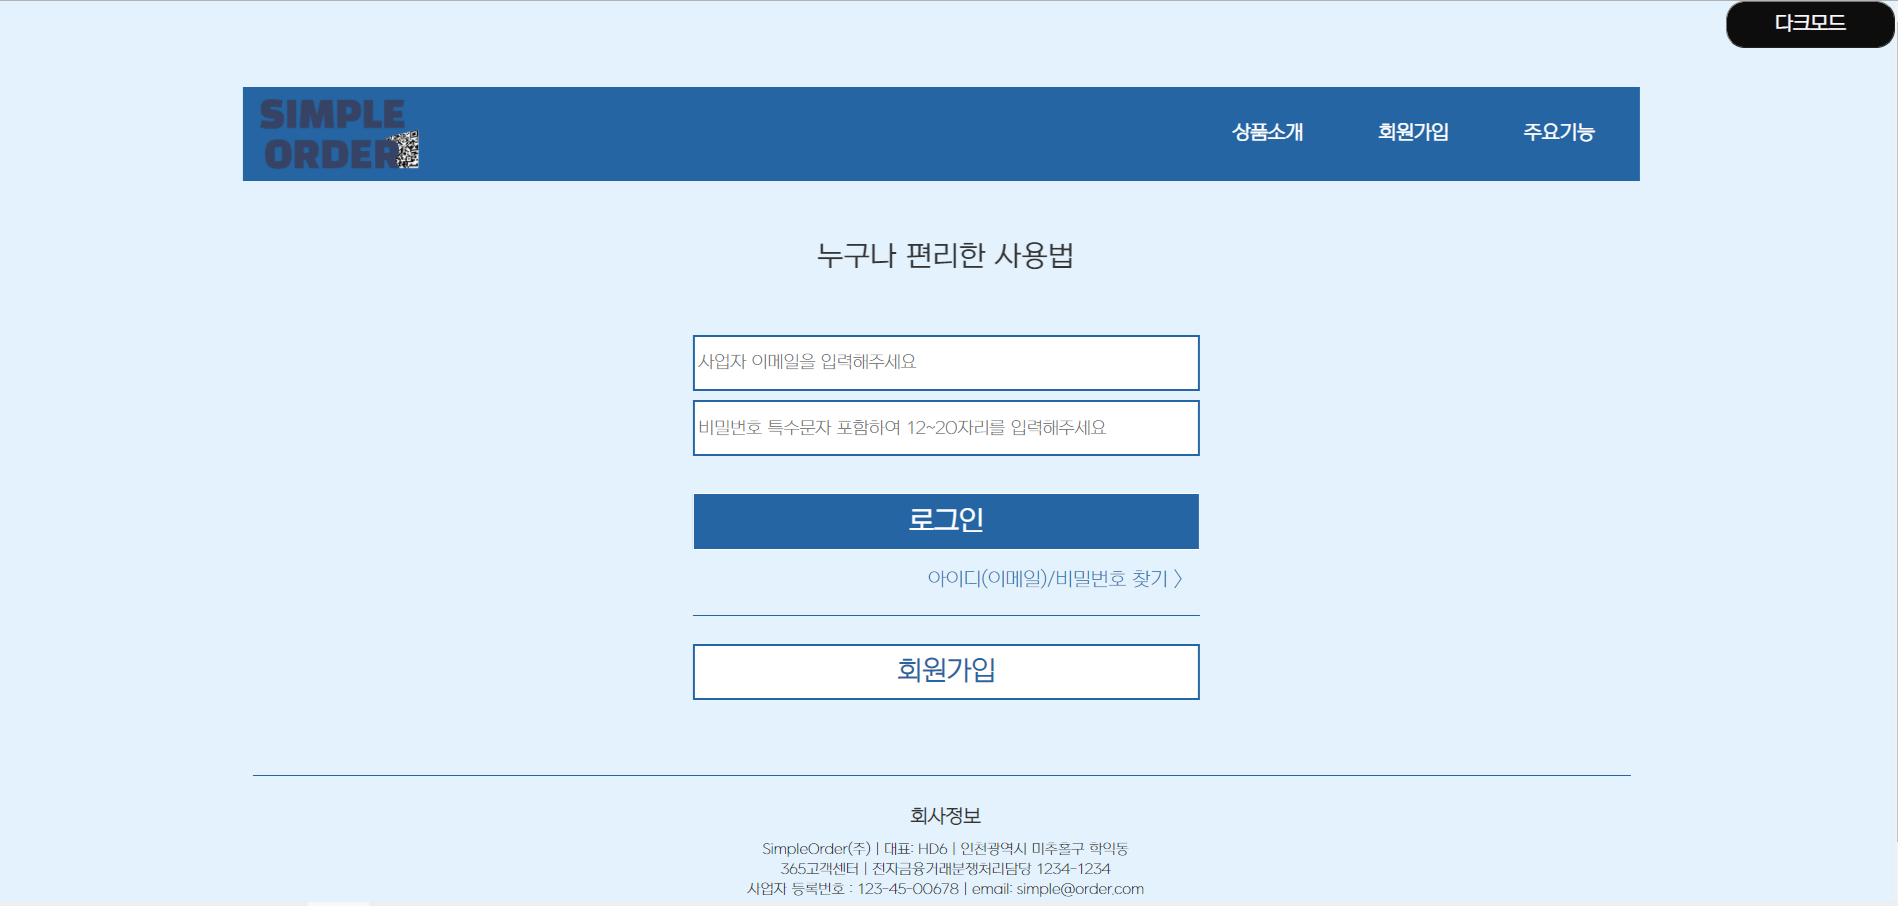 다크모드
SIMPLE
ORDER
상품소개 회원가입 주요기능
누구나 편리한 사용법
사업자 이메일을 입력해주세요
비밀번호 특수문자 포함하여 12~20자리를 입력해주세요
로그인
아이디(이메일)/비밀번호 찾기 〉
회원가입
회사정보
SimpleOrder(주) | 대표: HD6 | 인천광역시 미추홀구 학익동
365고객센터 | 전자금융거래분쟁처리담당 1234-1234
사업자 등록번호 : 123-45-00678 | email: simple@order.com